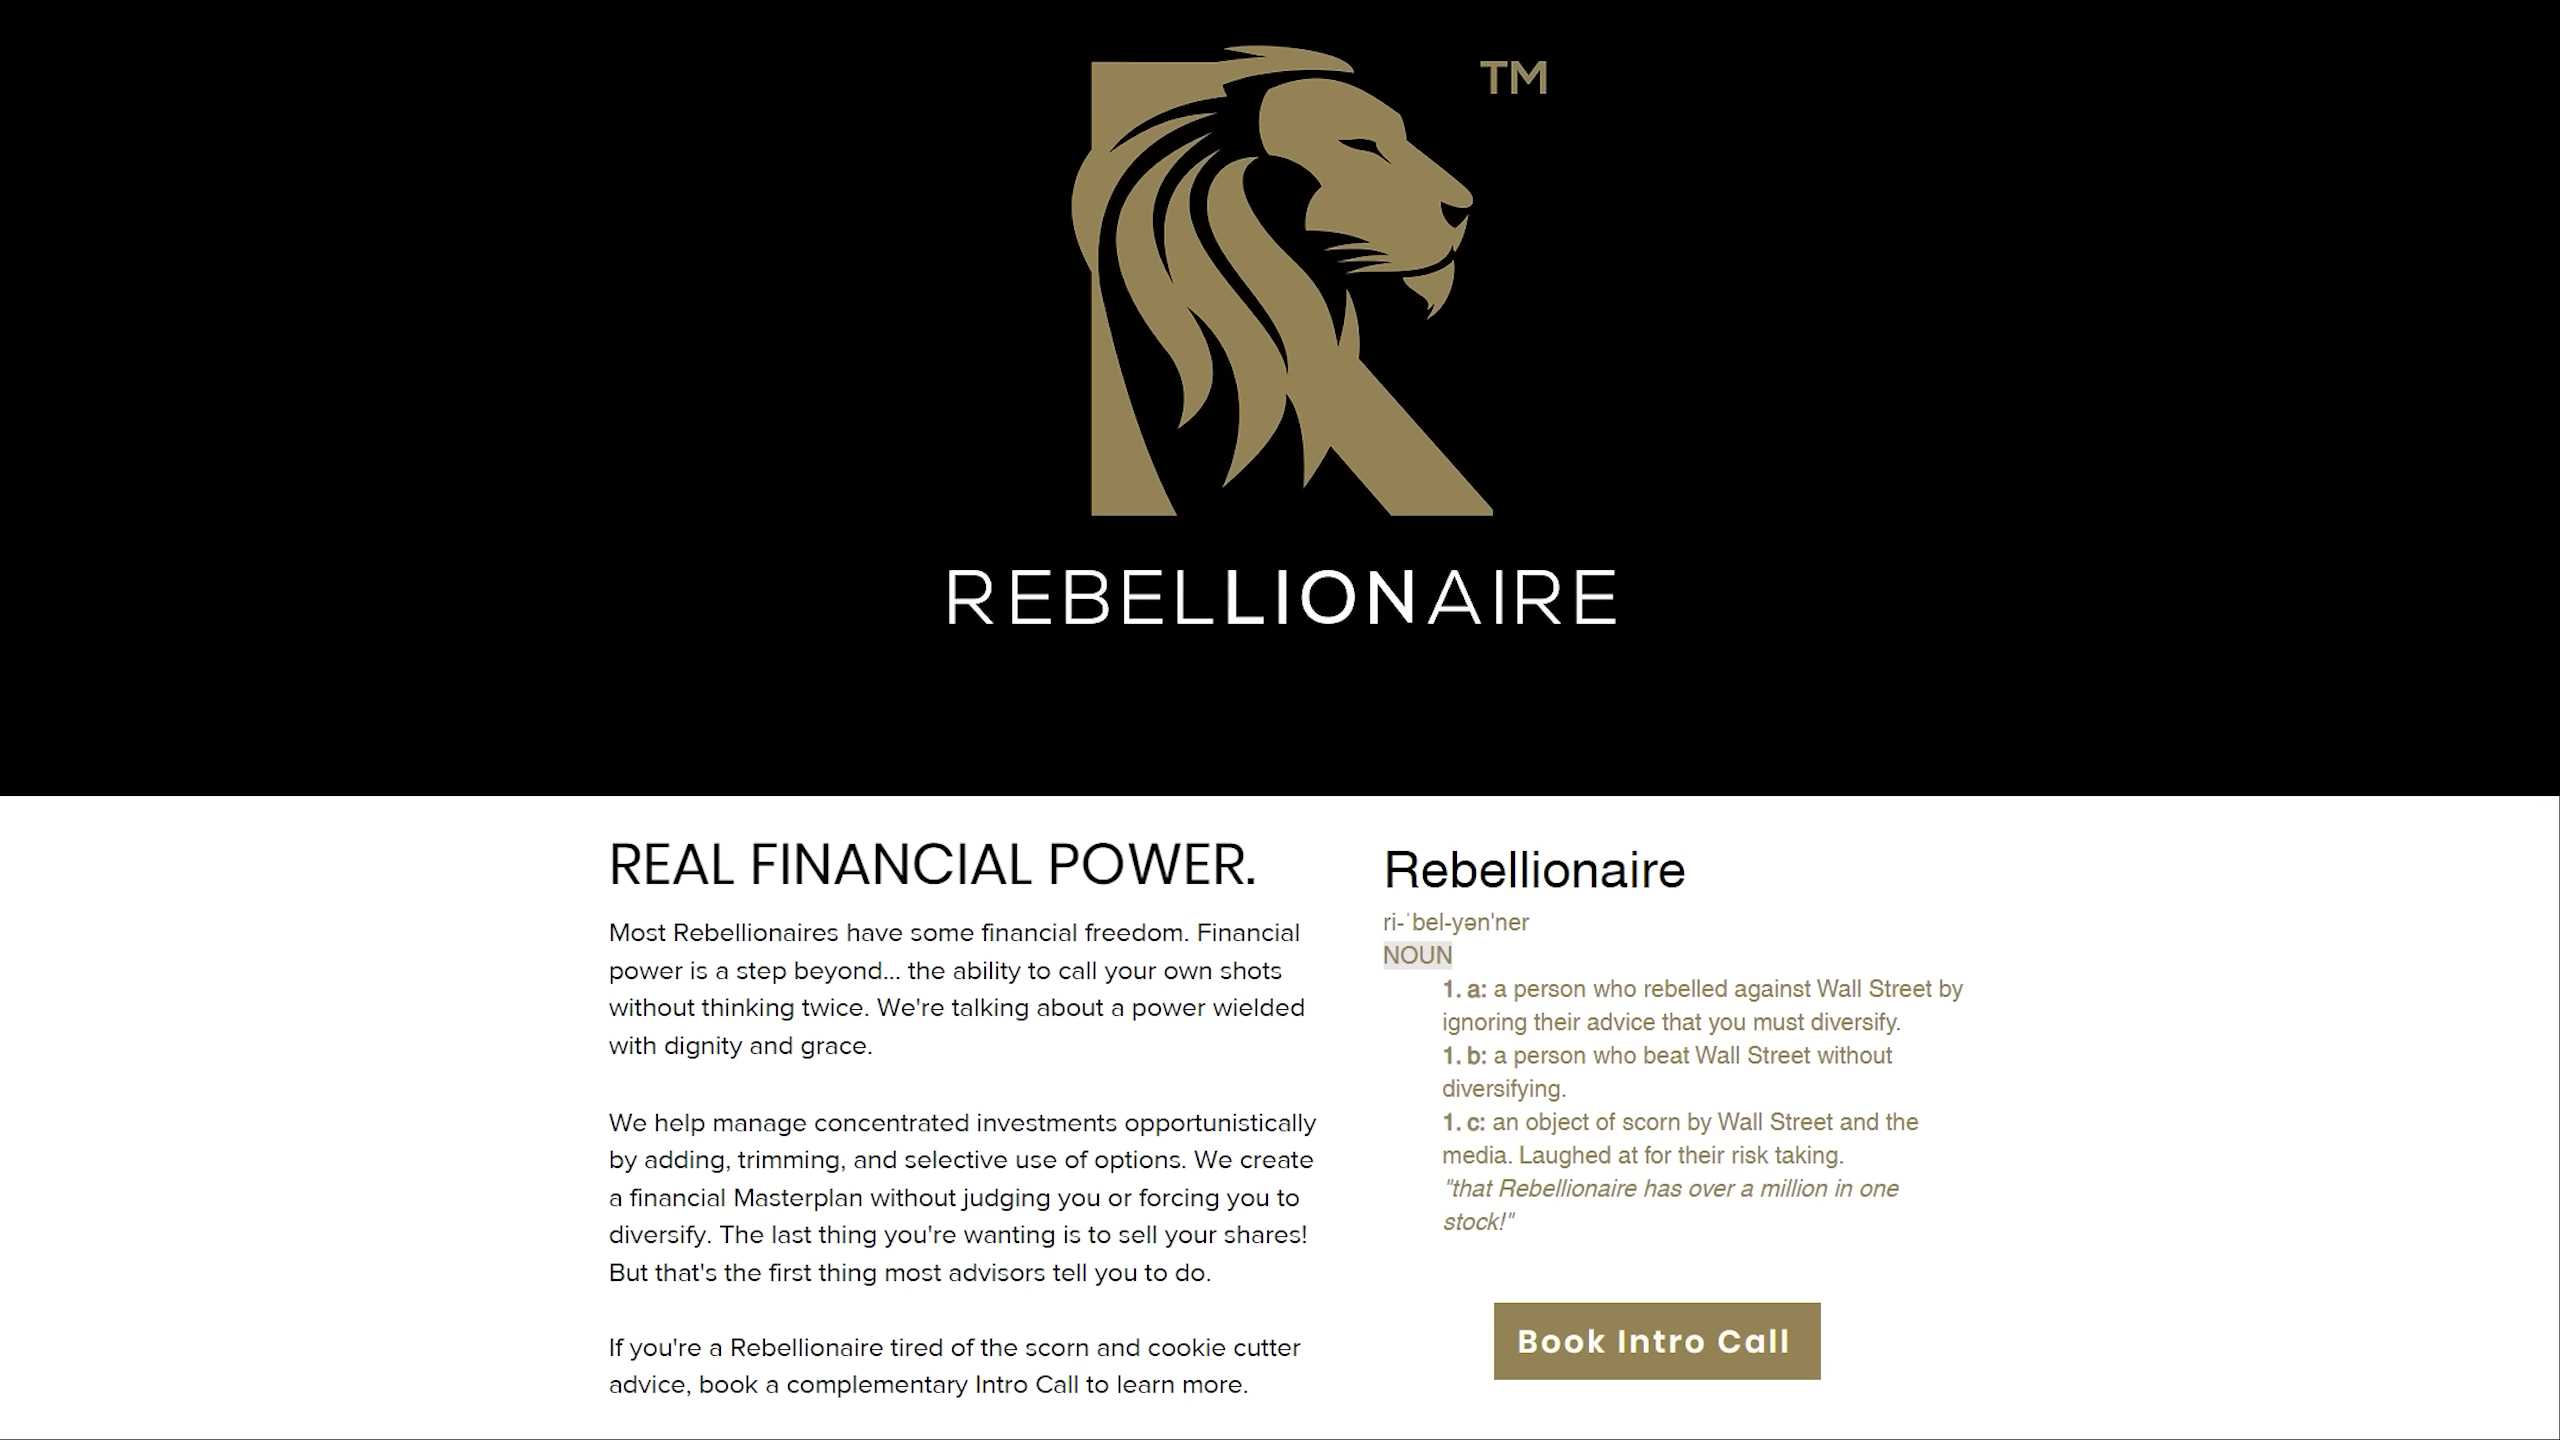 TM
REBELLIONAIRE
REAL FINANCIAL POWER.
Most Rebellionaires have some financial freedom. Financial
power is a step beyond... the ability to call your own shots
without thinking twice. We're talking about a power wielded
with dignity and grace.
We help manage concentrated investments opportunistically
by adding, trimming, and selective use of options. We create
a financial Masterplan without judging you or forcing you to
diversify. The last thing you're wanting is to sell your shares!
But that's the first thing most advisors tell you to do.
If you're a Rebellionaire tired of the scorn and cookie cutter
advice, book a complementary Intro Call to learn more.
Rebellionaire
ri-ˈbel-yən'ner
NOUN
1. a: a person who rebelled against Wall Street by
ignoring their advice that you must diversify.
1. b: a person who beat Wall Street without
diversifying.
1. c: an object of scorn by Wall Street and the
media. Laughed at for their risk taking.
"that Rebellionaire has over a million in one
stock!"
Book Intro Call